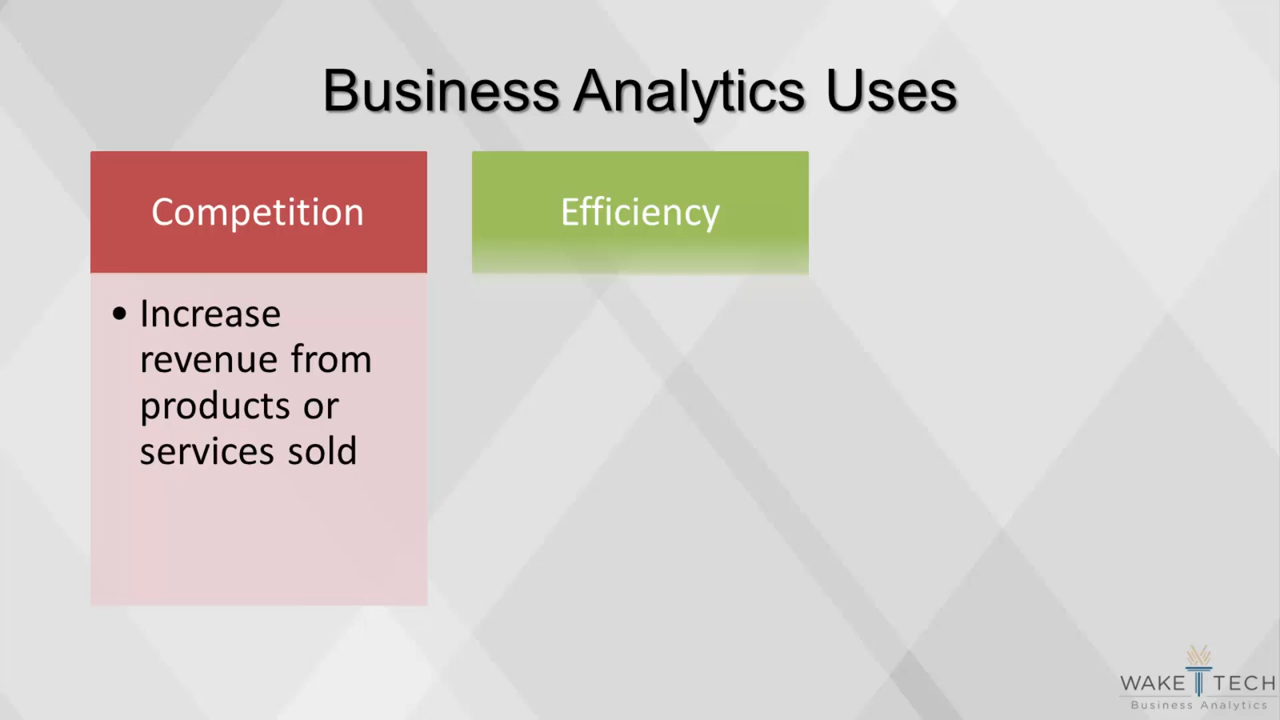 Business Analytics Uses
Competition
• Increase
revenue from
products or
services sold
Efficiency
WAKE TECH
Business Analytics